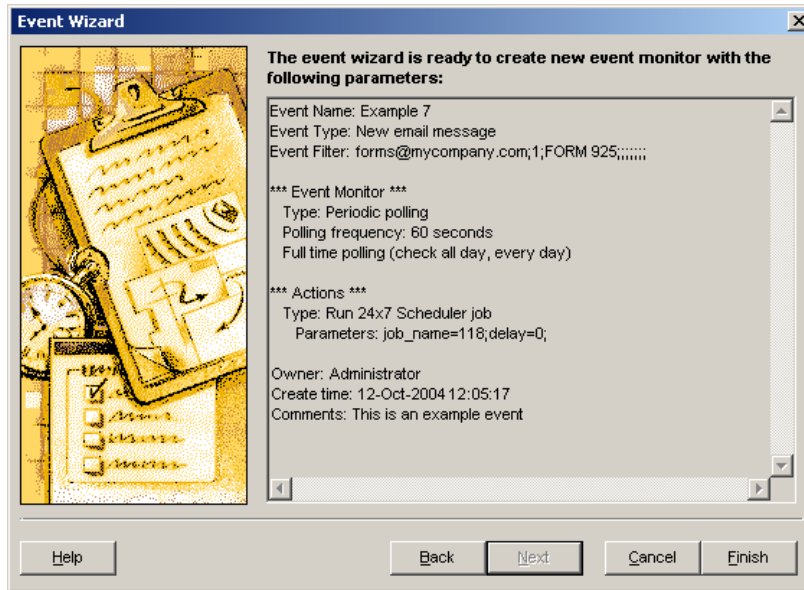 Event Wizard
The event wizard is ready to create new event monitor with the
following parameters:
Event Name: Example 7
Event Type: New email message
Event Filter: forms@mycompany.com;1;FORM 925;;;;;;;
*** Event Monitor ***
Type: Periodic polling
Polling frequency: 60 seconds
Full time polling (check all day, every day)
*** Actions ***
Type: Run 24x7 Scheduler job
Parameters: job_name=118;delay=0;
Owner: Administrator
Create time: 12-Oct-2004 12:05:17
Comments: This is an example event
Help Back Next Cancel Finish